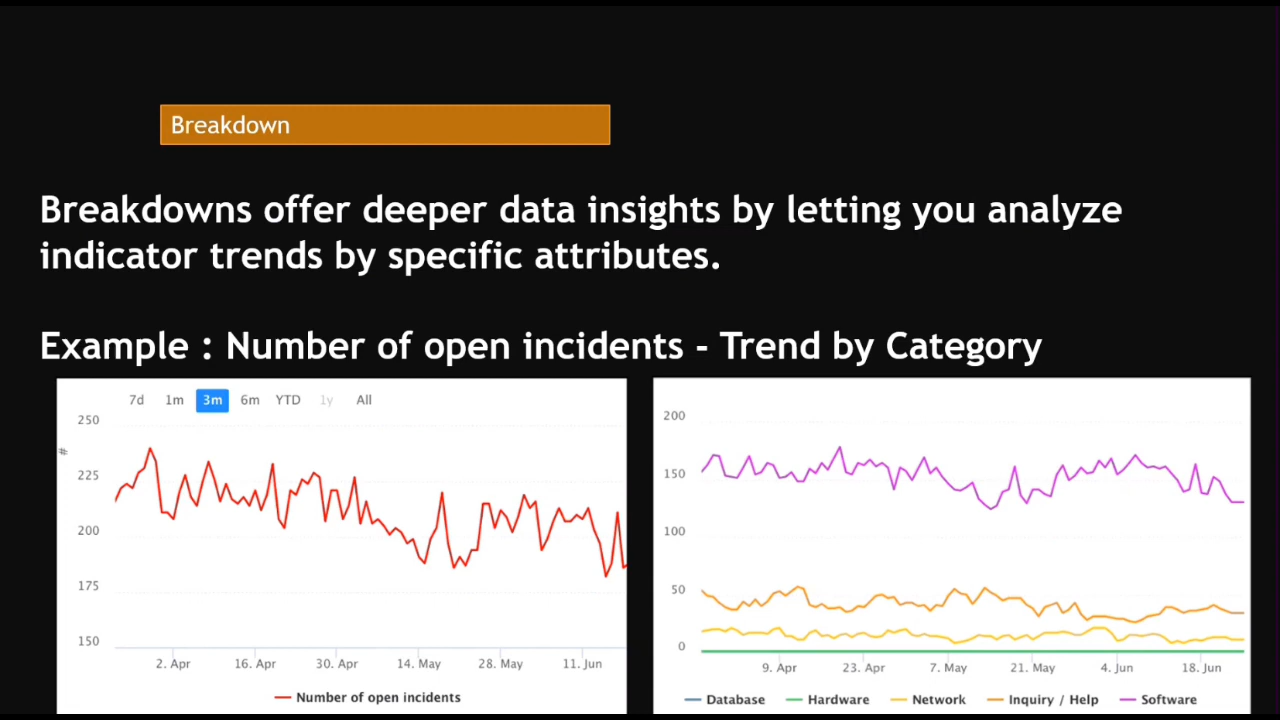 Breakdown
Breakdowns offer deeper data insights by letting you analyze
indicator trends by specific attributes.
Example : Number of open incidents - Trend by Category
7d 1m 3m 6m YTD 1y All
#
250
225
200
175
150
2. Apr 16. Apr 30. Apr 14. May 28. May 11. Jun
Number of open incidents
200
150
100
50
0
9. Apr 23. Apr 7. May 21. May 4. Jun 18. Jun
Database Hardware Network Inquiry / Help Software